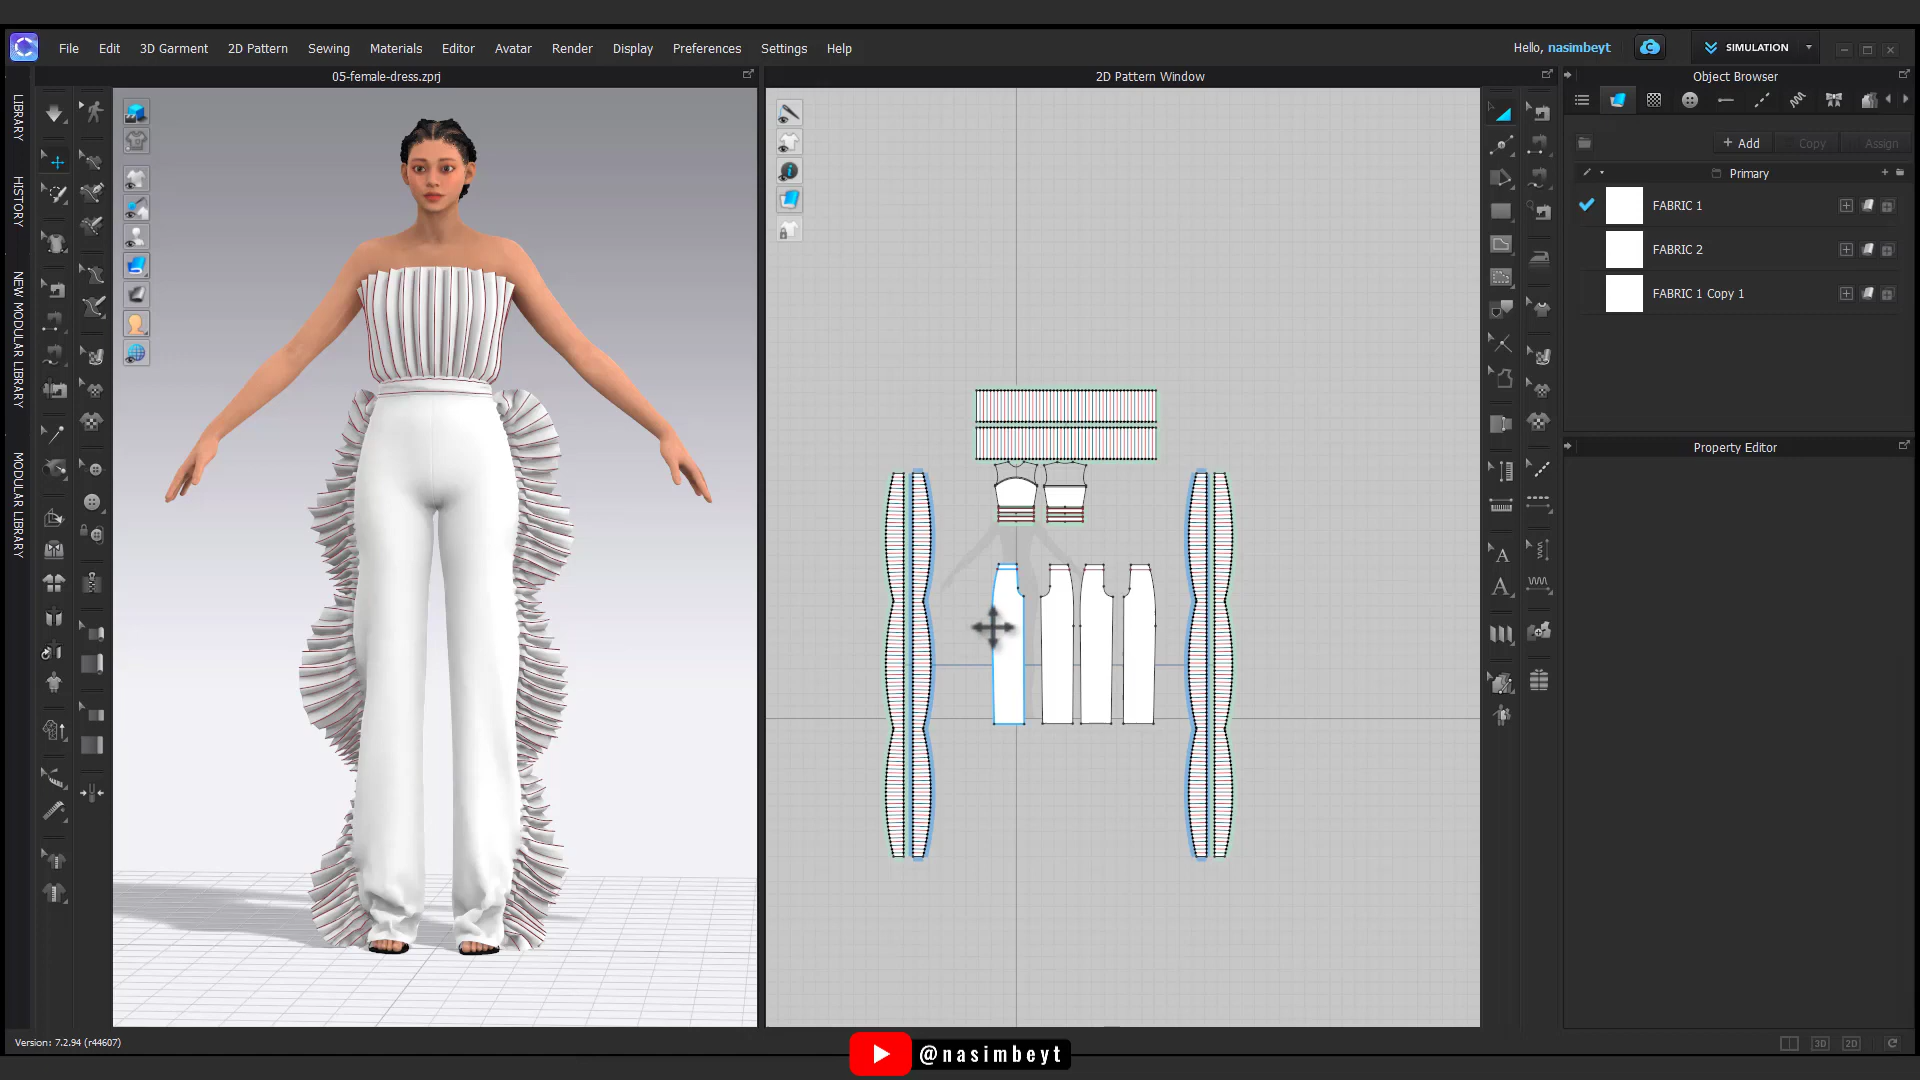 File Edit 3D Garment 2D Pattern Sewing Materials Editor Avatar Render Display Preferences Settings Help
Hello, nasimbeyt
SIMULATION
05-female-dress.zprj
2D Pattern Window
Object Browser
LIBRARY
HISTORY
NEW MODULAR LIBRARY
MODULAR LIBRARY
+ Add Copy Assign
Primary
FABRIC 1
FABRIC 2
FABRIC 1 Copy 1
Property Editor
A
A
Version: 7.2.94 (r44607)
3D 2D
@nasimbeyt